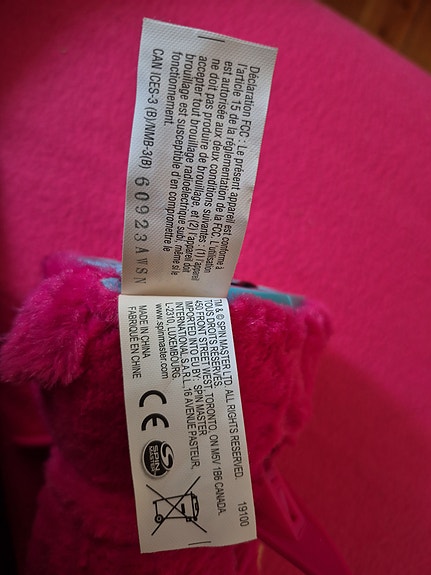 Déclaration FCC : Le présent appareil est conforme à
l'article 15 de la réglementation de la FCC. L'utilisation
est autorisée aux deux conditions suivantes : (1) l'appareil
ne doit pas produire de brouillage, et (2) l'appareil doit
accepter tout brouillage radioélectrique subi, même si le
brouillage est susceptible d'en compromettre le
fonctionnement.
CAN ICES-3 (B)/NMB-3(B)
60923AWSN
19100
TM & © SPIN MASTER LTD. ALL RIGHTS RESERVED.
TOUS DROITS RÉSERVÉS.
450 FRONT STREET WEST, TORONTO, ON M5V 1B6 CANADA.
IMPORTED INTO EU BY / SPIN MASTER
INTERNATIONAL, S.A.R.L., 16 AVENUE PASTEUR,
L-2310, LUXEMBOURG.
www.spinmaster.com
MADE IN CHINA
FABRIQUÉ EN CHINE
CE
SPIN
MASTER